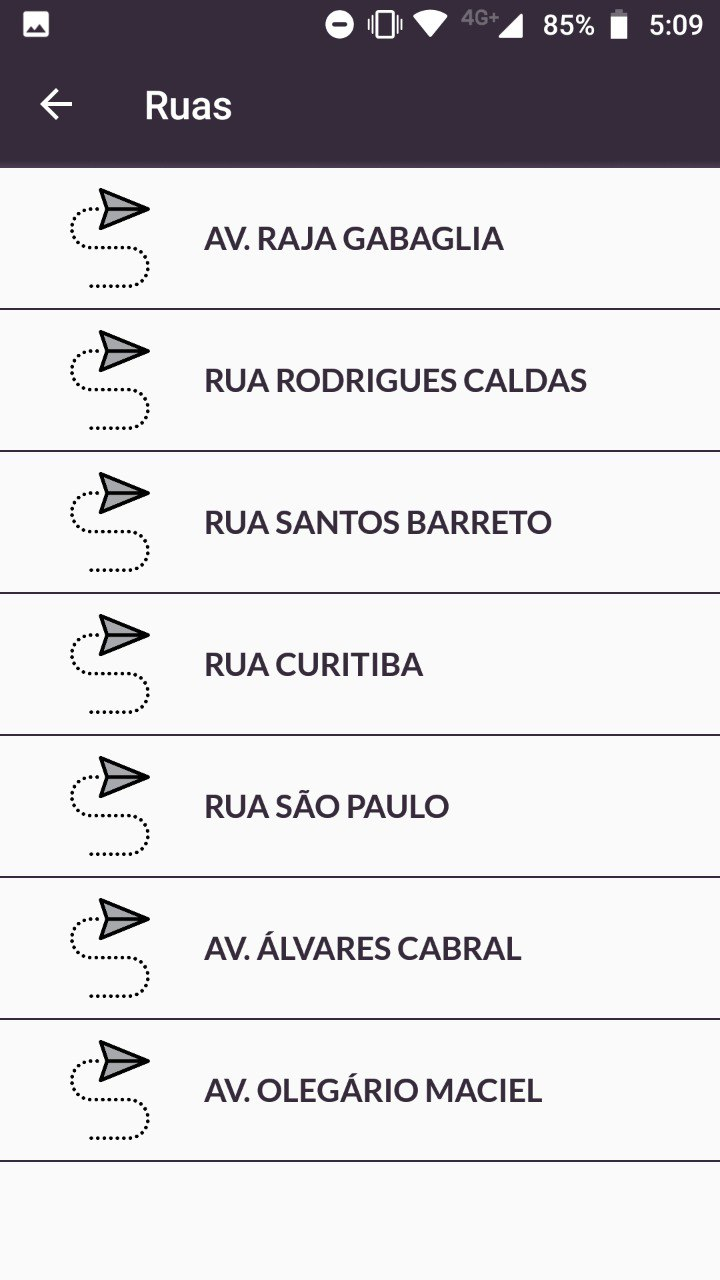 4G+ 85% 5:09
Ruas
AV. RAJA GABAGLIA
RUA RODRIGUES CALDAS
RUA SANTOS BARRETO
RUA CURITIBA
RUA SÃO PAULO
AV. ÁLVARES CABRAL
AV. OLEGÁRIO MACIEL